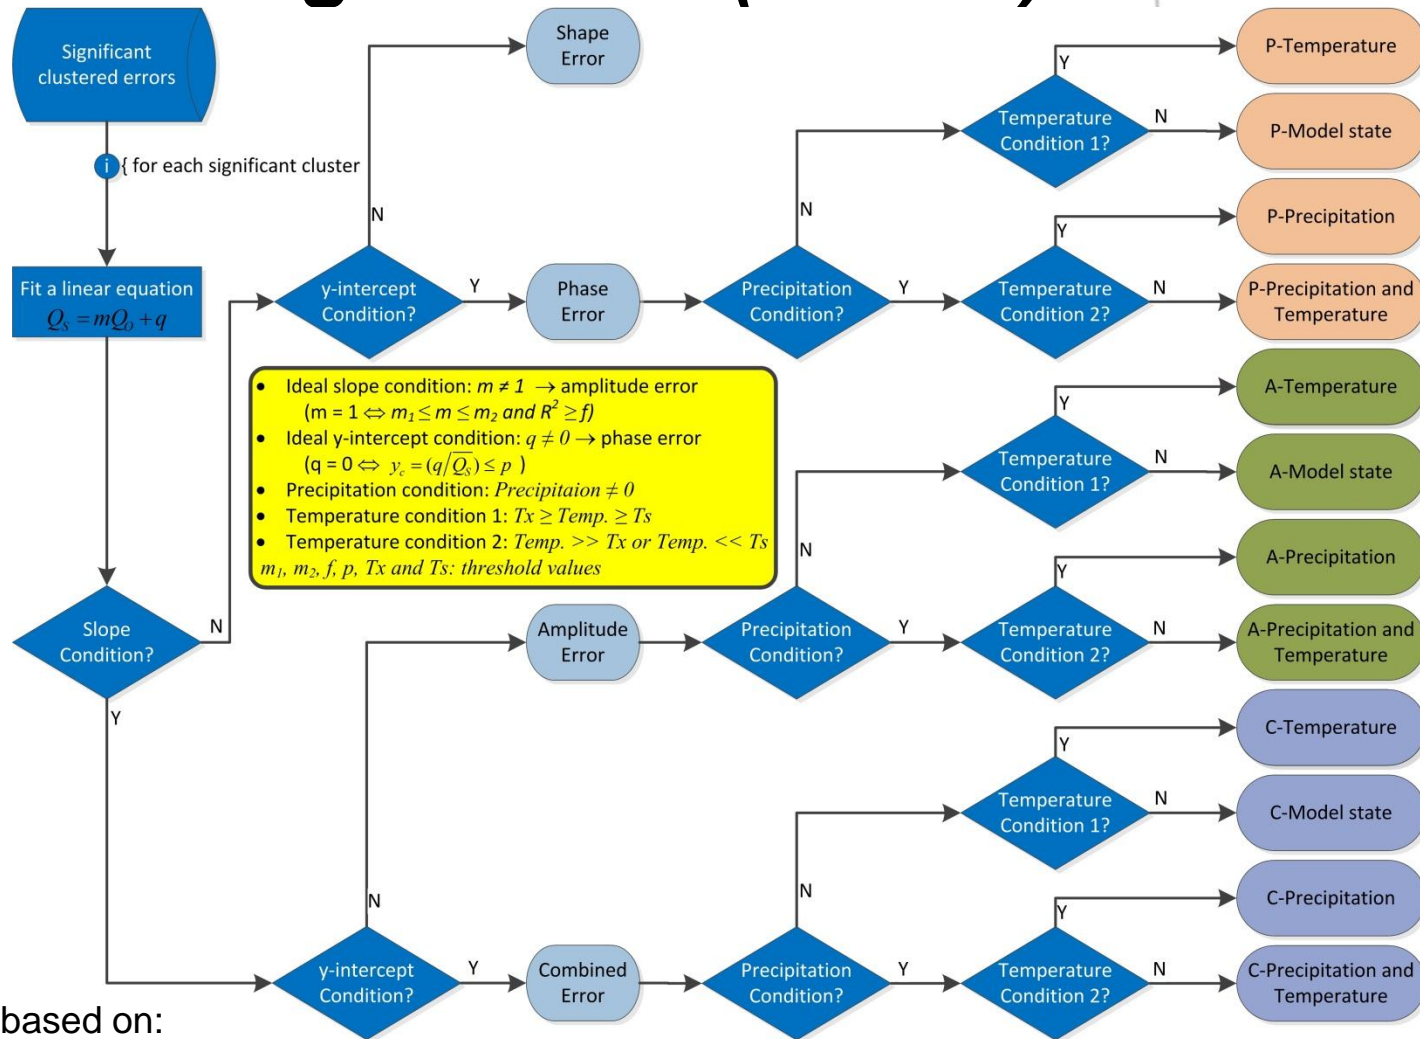 Significant
clustered errors
i { for each significant cluster
Fit a linear equation
Q_S = mQ_O + q
Slope
Condition?
N
Y
y-intercept
Condition?
N
Y
Shape
Error
Phase
Error
Precipitation
Condition?
N
Y
Temperature
Condition 1?
Y
N
P-Temperature
P-Model state
Temperature
Condition 2?
Y
N
P-Precipitation
P-Precipitation and
Temperature
• Ideal slope condition: m ≠ 1 → amplitude error
(m = 1 ⇔ m₁ ≤ m ≤ m₂ and R² ≥ f)
• Ideal y-intercept condition: q ≠ 0 → phase error
(q = 0 ⇔ y_c = (q/Q̅_S) ≤ p )
• Precipitation condition: Precipitaion ≠ 0
• Temperature condition 1: Tx ≥ Temp. ≥ Ts
• Temperature condition 2: Temp. >> Tx or Temp. << Ts
m₁, m₂, f, p, Tx and Ts: threshold values
y-intercept
Condition?
N
Y
Amplitude
Error
Precipitation
Condition?
N
Y
Temperature
Condition 1?
Y
N
A-Temperature
A-Model state
Temperature
Condition 2?
Y
N
A-Precipitation
A-Precipitation and
Temperature
Combined
Error
Precipitation
Condition?
N
Y
Temperature
Condition 1?
Y
N
C-Temperature
C-Model state
Temperature
Condition 2?
Y
N
C-Precipitation
C-Precipitation and
Temperature
based on: